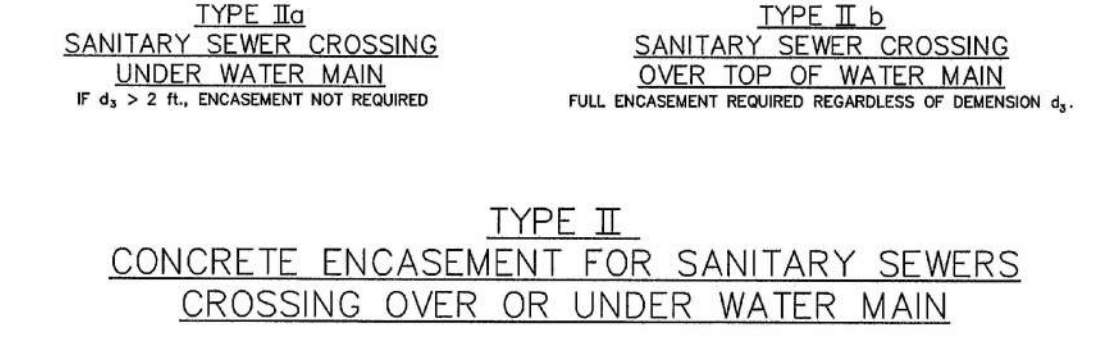 TYPE IIa
SANITARY SEWER CROSSING
UNDER WATER MAIN
IF d₃ > 2 ft., ENCASEMENT NOT REQUIRED
TYPE II b
SANITARY SEWER CROSSING
OVER TOP OF WATER MAIN
FULL ENCASEMENT REQUIRED REGARDLESS OF DEMENSION d₃.
TYPE II
CONCRETE ENCASEMENT FOR SANITARY SEWERS
CROSSING OVER OR UNDER WATER MAIN